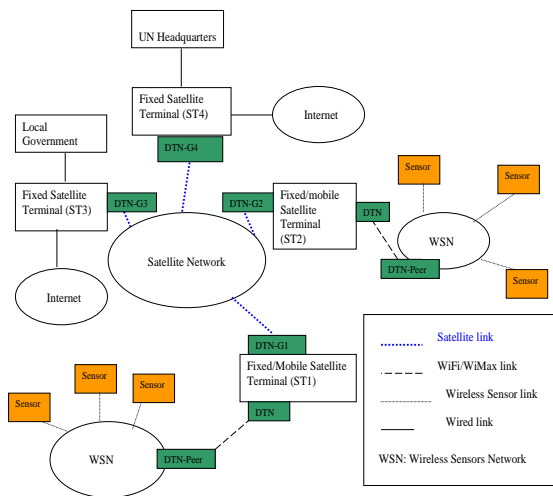 UN Headquarters
Fixed Satellite
Terminal (ST4)
Internet
DTN-G4
Local
Government
Fixed Satellite
Terminal (ST3)
DTN-G3
Internet
DTN-G2
Fixed/mobile
Satellite
Terminal
(ST2)
DTN
Sensor
Sensor
WSN
DTN-Peer
Sensor
Satellite Network
DTN-G1
Fixed/Mobile Satellite
Terminal (ST1)
DTN
Sensor
Sensor
Sensor
WSN
DTN-Peer
Satellite link
WiFi/WiMax link
Wireless Sensor link
Wired link
WSN: Wireless Sensors Network